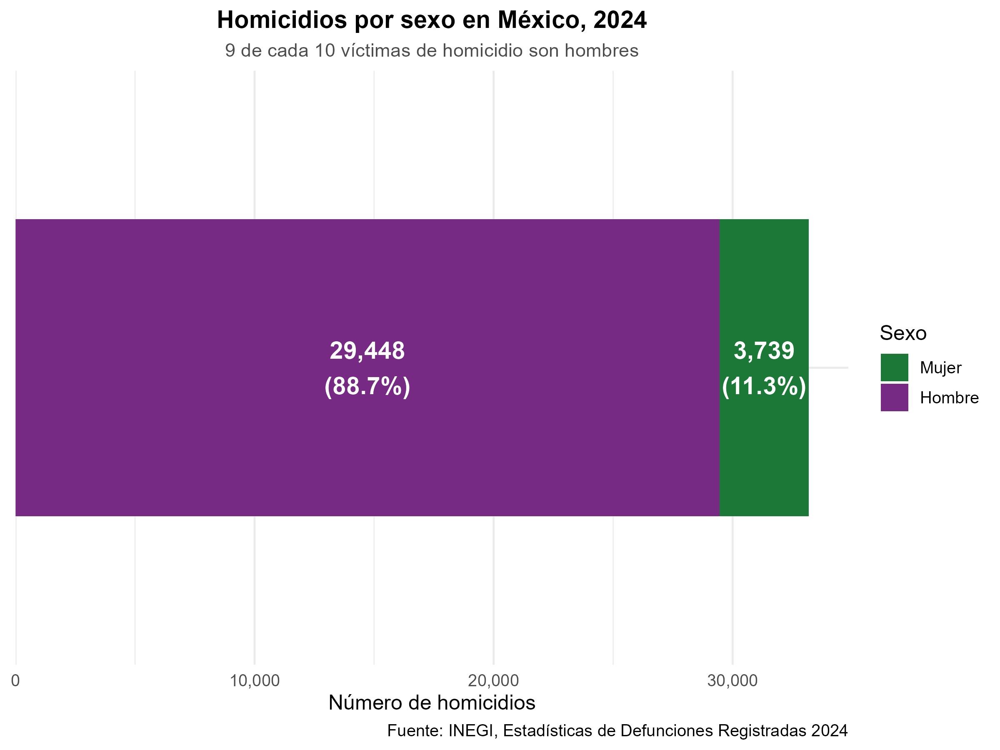 Homicidios por sexo en México, 2024
9 de cada 10 víctimas de homicidio son hombres
29,448
(88.7%)
3,739
(11.3%)
Sexo
Mujer
Hombre
0
10,000
20,000
30,000
Número de homicidios
Fuente: INEGI, Estadísticas de Defunciones Registradas 2024